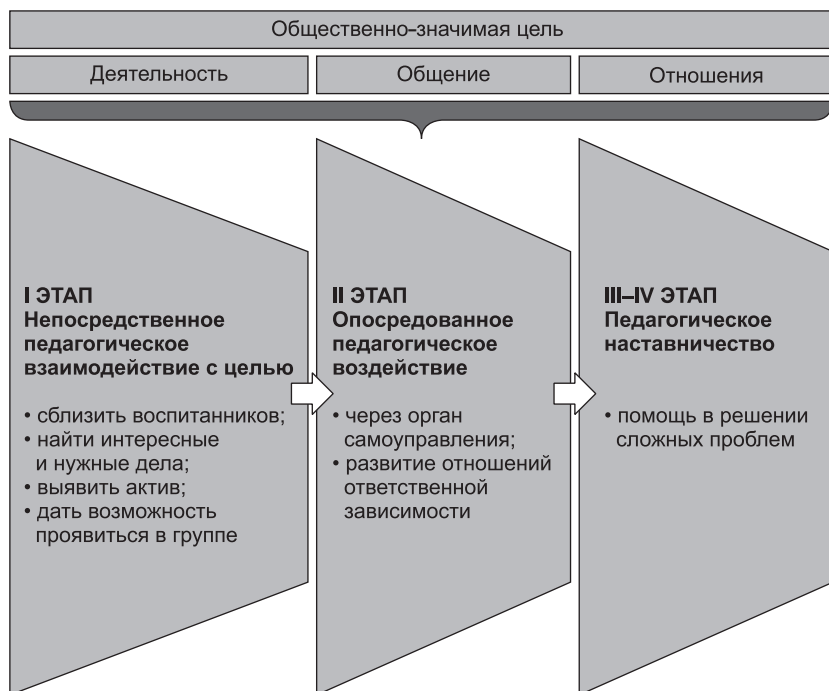 Общественно-значимая цель
Деятельность
Общение
Отношения
I ЭТАП
Непосредственное
педагогическое
взаимодействие с целью
• сблизить воспитанников;
• найти интересные
и нужные дела;
• выявить актив;
• дать возможность
проявиться в группе
II ЭТАП
Опосредованное
педагогическое
воздействие
• через орган
самоуправления;
• развитие отношений
ответственной
зависимости
III–IV ЭТАП
Педагогическое
наставничество
• помощь в решении
сложных проблем